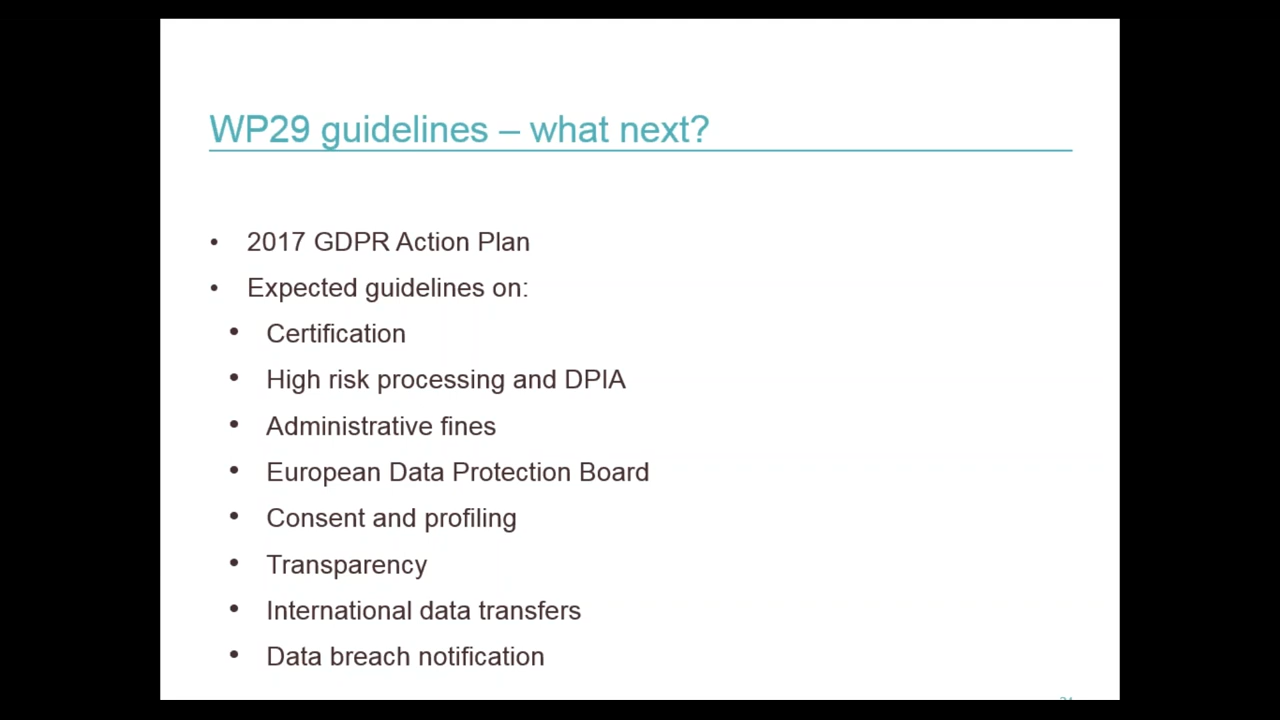 WP29 guidelines – what next?
• 2017 GDPR Action Plan
• Expected guidelines on:
• Certification
• High risk processing and DPIA
• Administrative fines
• European Data Protection Board
• Consent and profiling
• Transparency
• International data transfers
• Data breach notification